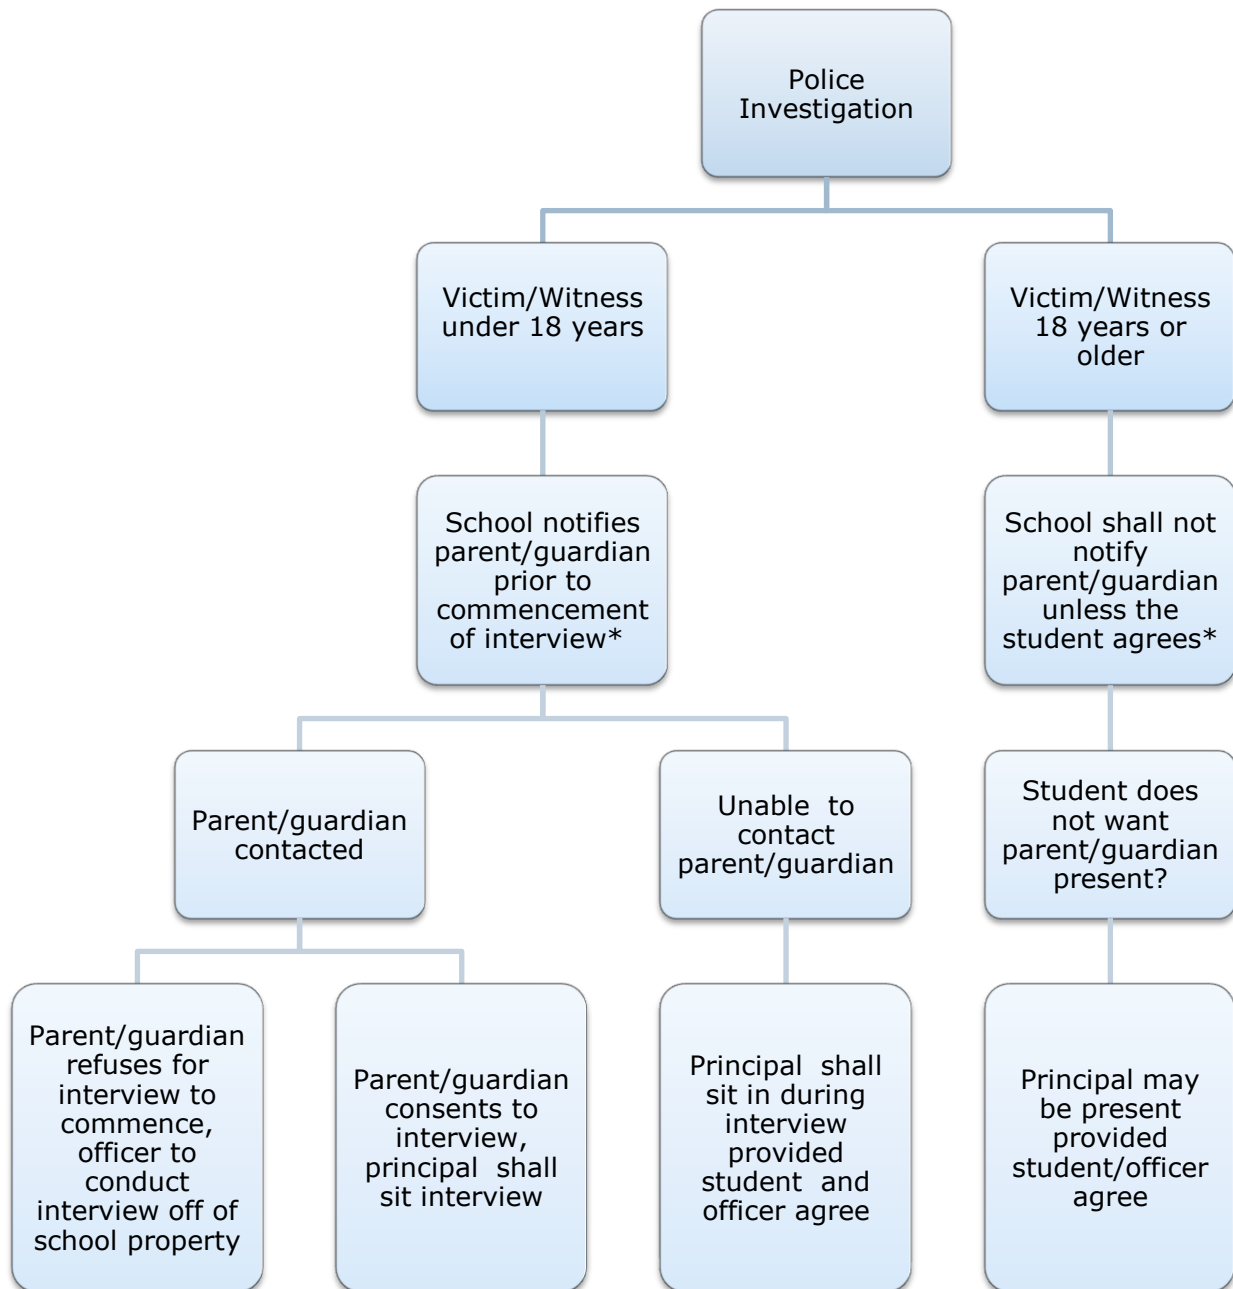 Police
Investigation
Victim/Witness
under 18 years
Victim/Witness
18 years or
older
School notifies
parent/guardian
prior to
commencement
of interview*
School shall not
notify
parent/guardian
unless the
student agrees*
Parent/guardian
contacted
Unable to
contact
parent/guardian
Student does
not want
parent/guardian
present?
Parent/guardian
refuses for
interview to
commence,
officer to
conduct
interview off of
school property
Parent/guardian
consents to
interview,
principal shall
sit interview
Principal shall
sit in during
interview
provided
student and
officer agree
Principal may
be present
provided
student/officer
agree